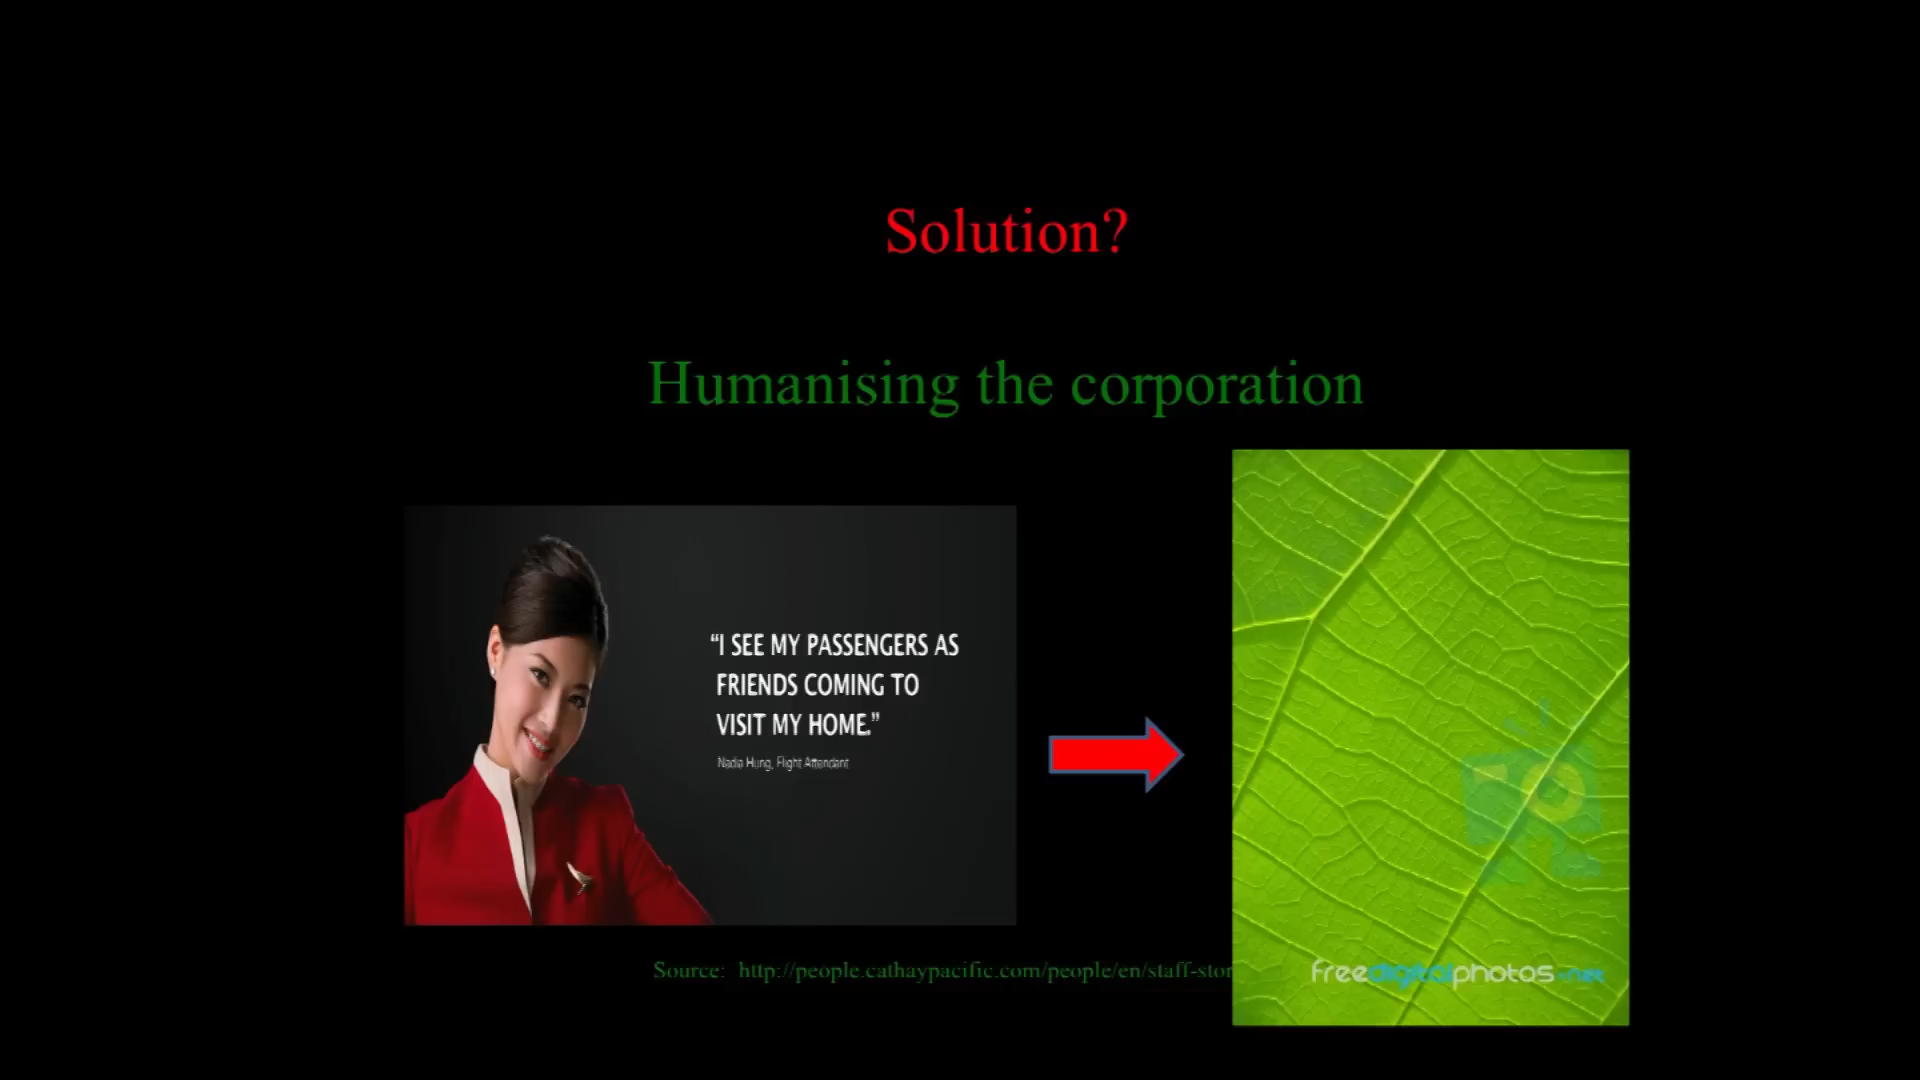 Solution?
Humanising the corporation
“I SEE MY PASSENGERS AS
FRIENDS COMING TO
VISIT MY HOME.”
Nadia Hung, Flight Attendant
Source: http://people.cathaypacific.com/people/en/staff-stor
freedigitalphotos.net